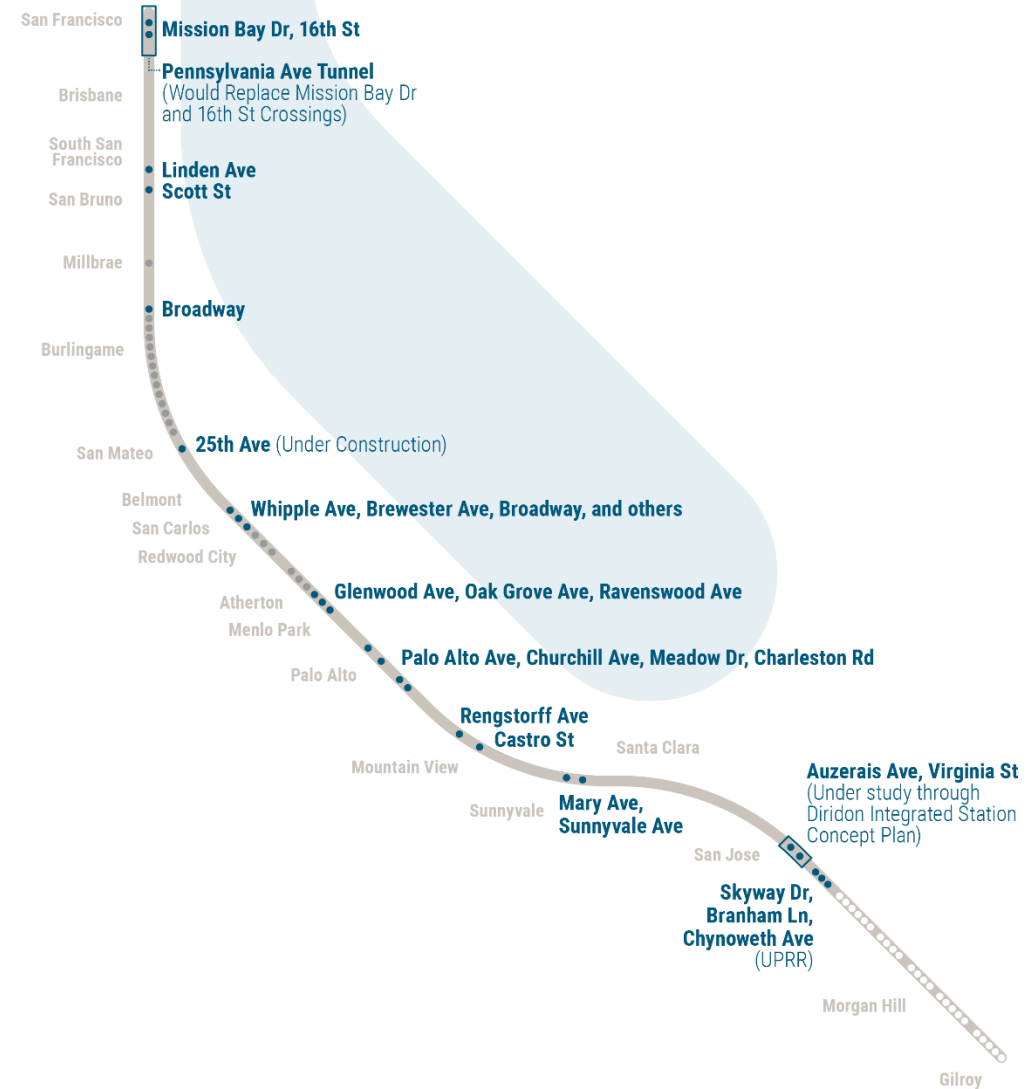 San Francisco
Mission Bay Dr, 16th St
Pennsylvania Ave Tunnel
(Would Replace Mission Bay Dr
and 16th St Crossings)
Brisbane
South San
Francisco
Linden Ave
Scott St
San Bruno
Millbrae
Broadway
Burlingame
25th Ave (Under Construction)
San Mateo
Belmont
Whipple Ave, Brewester Ave, Broadway, and others
San Carlos
Redwood City
Glenwood Ave, Oak Grove Ave, Ravenswood Ave
Atherton
Menlo Park
Palo Alto Ave, Churchill Ave, Meadow Dr, Charleston Rd
Palo Alto
Rengstorff Ave
Castro St
Santa Clara
Mountain View
Auzerais Ave, Virginia St
(Under study through
Diridon Integrated Station
Concept Plan)
Sunnyvale
Mary Ave,
Sunnyvale Ave
San Jose
Skyway Dr,
Branham Ln,
Chynoweth Ave
(UPRR)
Morgan Hill
Gilroy